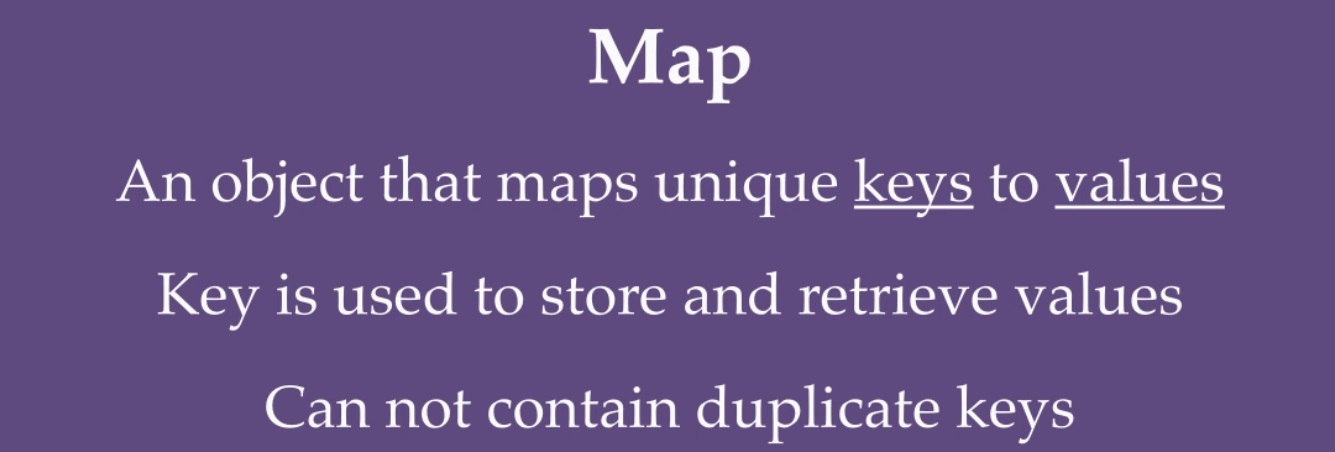 Map
An object that maps unique keys to values
Key is used to store and retrieve values
Can not contain duplicate keys